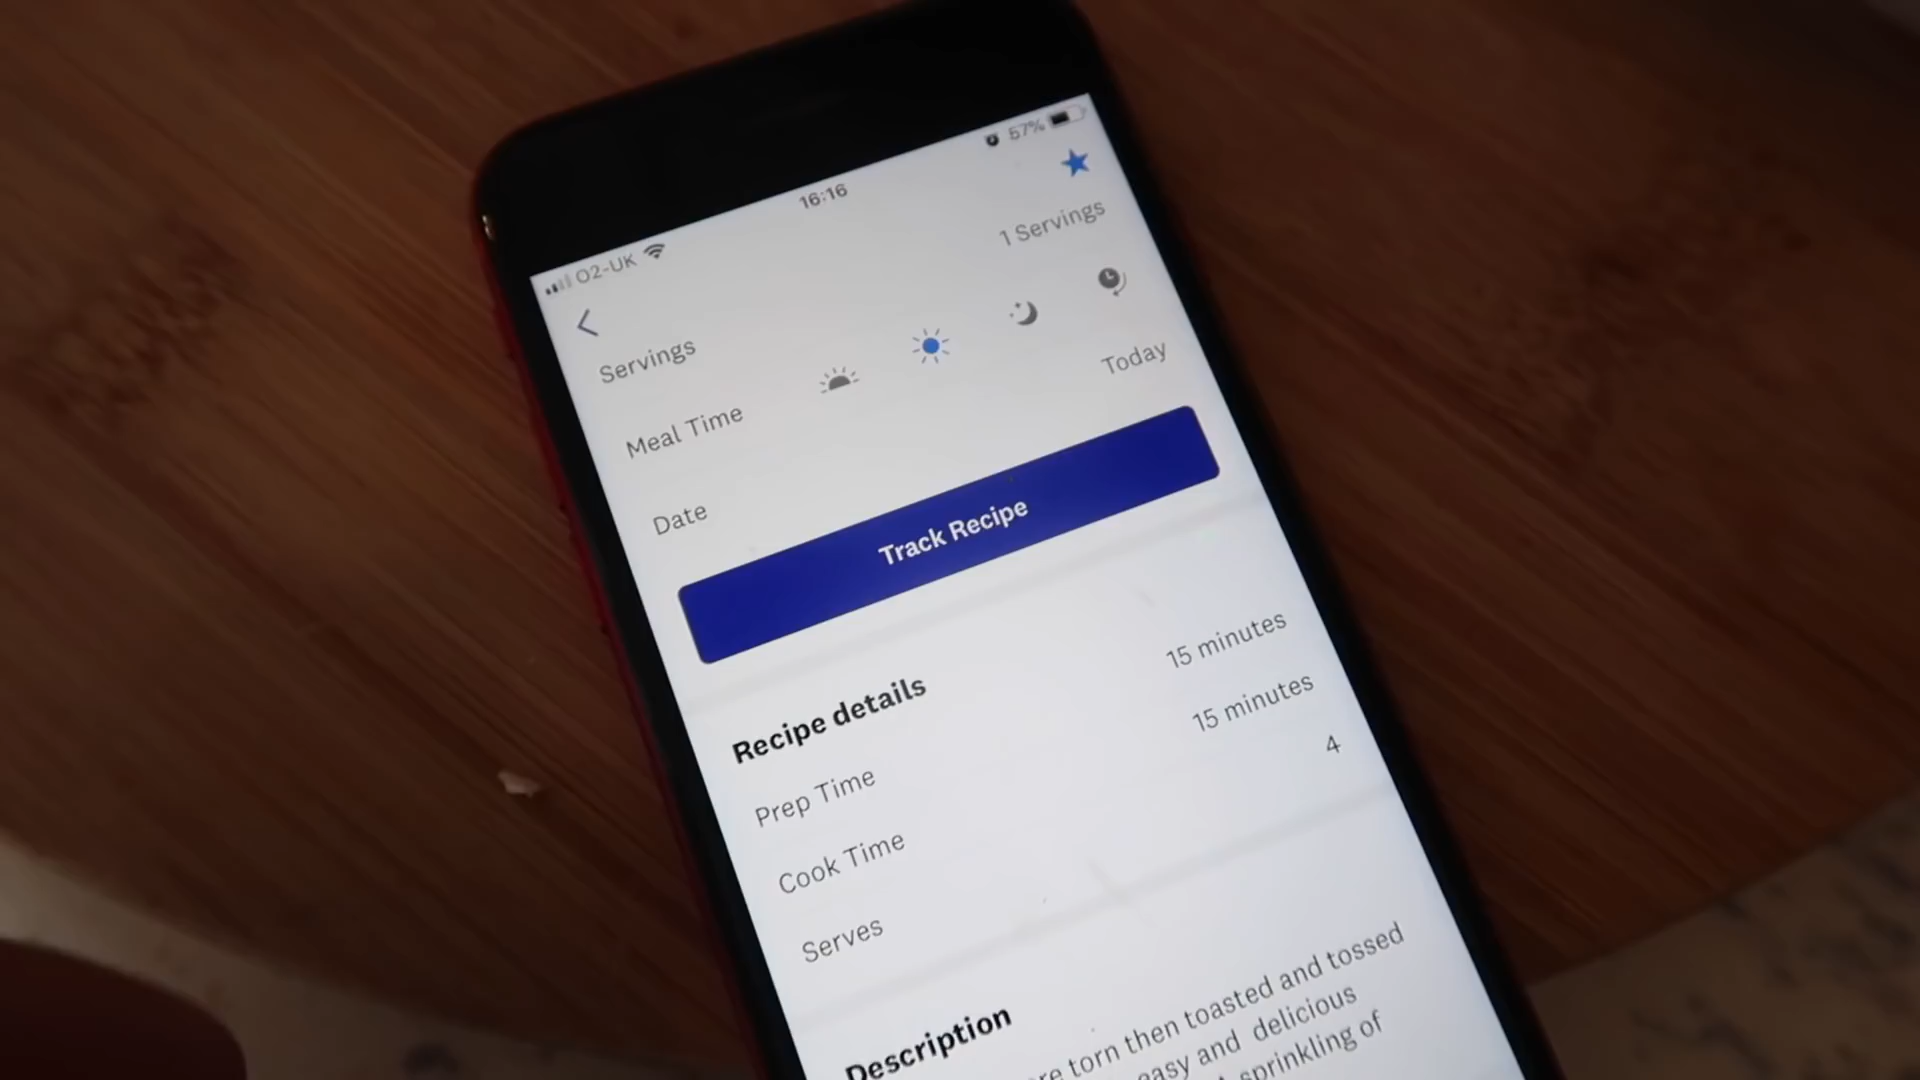 O2-UK 16:16 57%
Servings 1 Servings
Meal Time
Date Today
Track Recipe
Recipe details
Prep Time 15 minutes
Cook Time 15 minutes
Serves 4
Description
torn then toasted and tossed
easy and delicious
sprinkling of